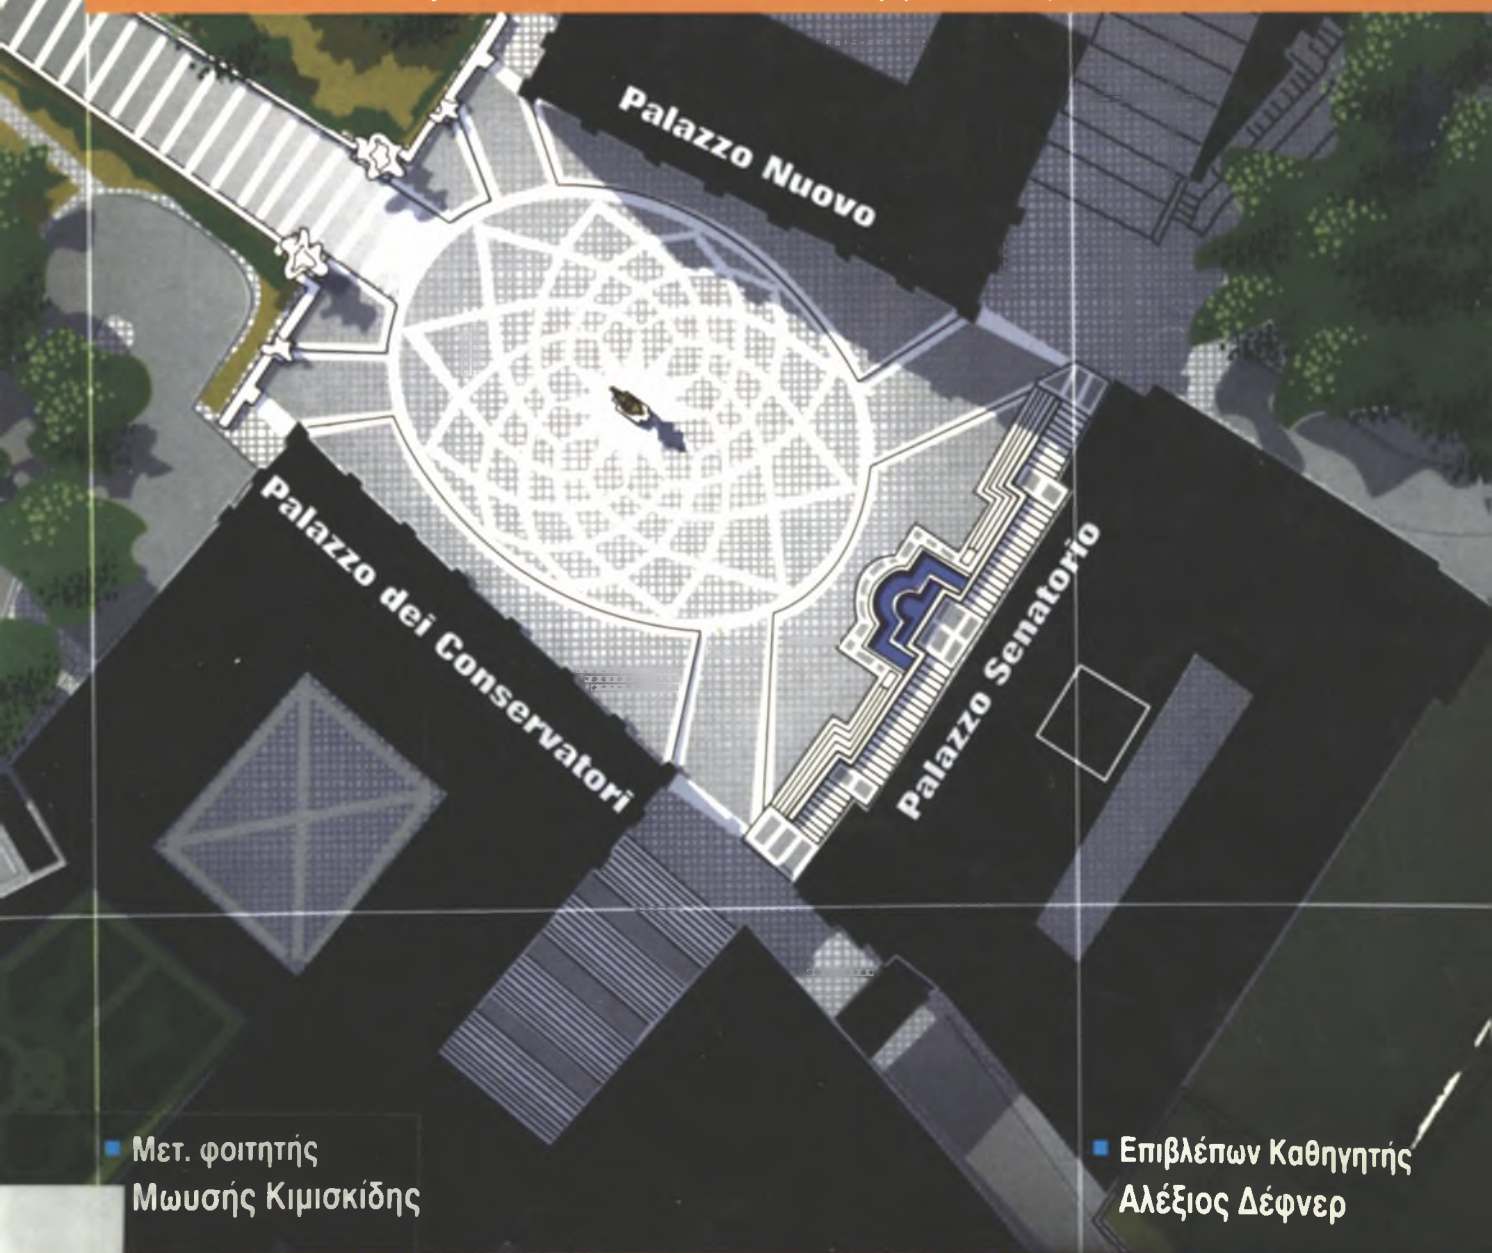 Palazzo Nuovo
Palazzo dei Conservatori
Palazzo Senatorio
Μετ. φοιτητής
Μωυσής Κιμισκίδης
Επιβλέπων Καθηγητής
Αλέξιος Δέφνερ